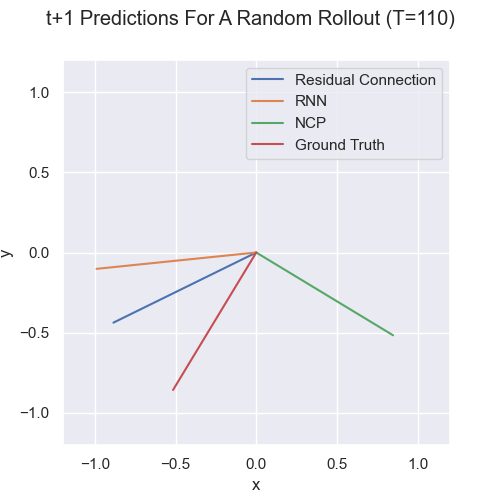 t+1 Predictions For A Random Rollout (T=110)
Residual Connection
RNN
NCP
Ground Truth
1.0
0.5
0.0
−0.5
−1.0
y
−1.0 −0.5 0.0 0.5 1.0
x